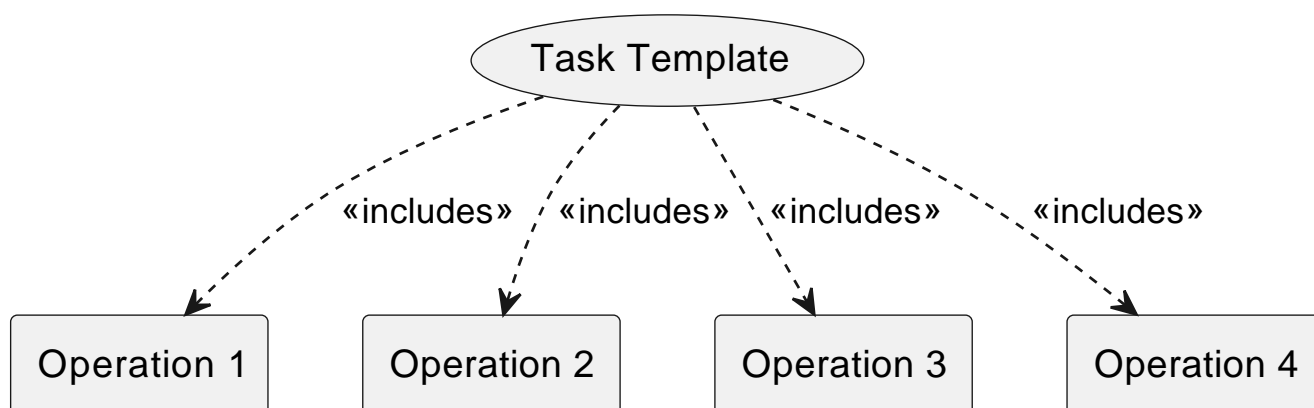 Task Template
«includes» «includes» «includes» «includes»
Operation 1 Operation 2 Operation 3 Operation 4